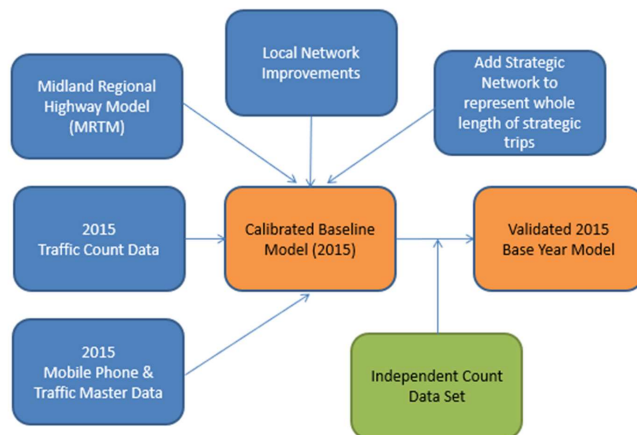 Midland Regional
Highway Model
(MRTM)
Local Network
Improvements
Add Strategic
Network to
represent whole
length of strategic
trips
2015
Traffic Count Data
Calibrated Baseline
Model (2015)
Validated 2015
Base Year Model
2015
Mobile Phone &
Traffic Master Data
Independent Count
Data Set